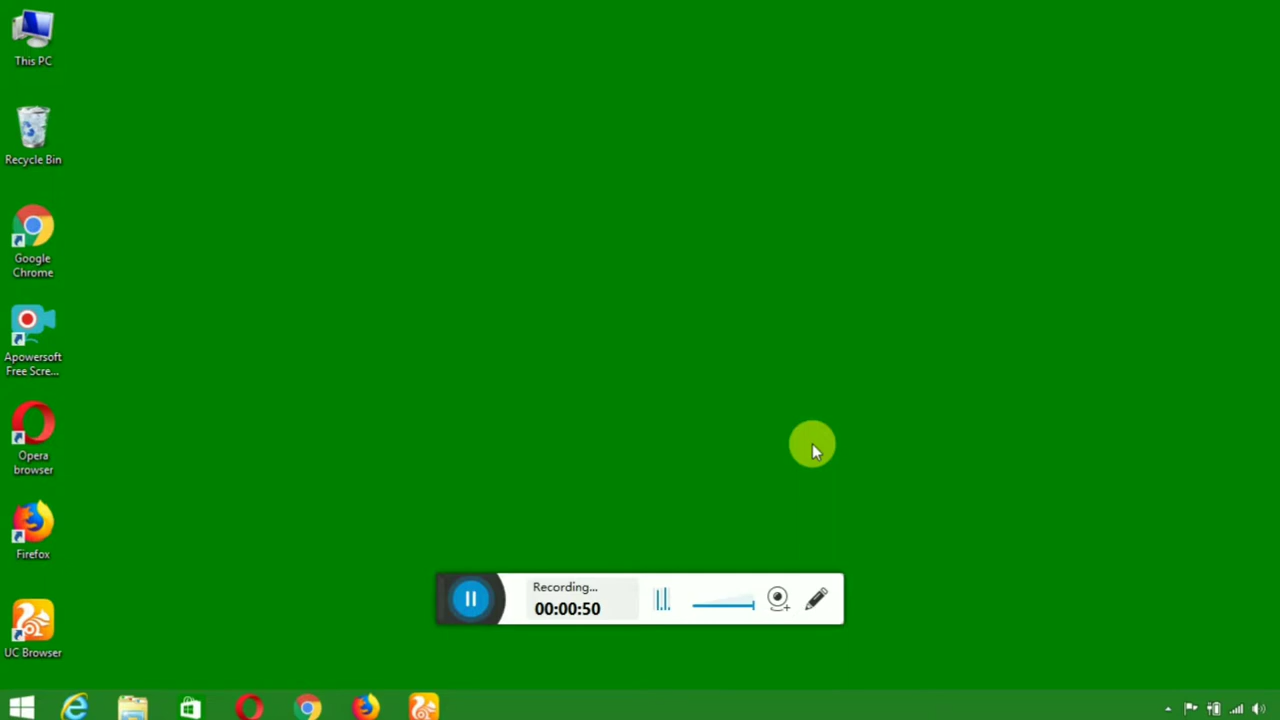 This PC
Recycle Bin
Google
Chrome
Apowersoft
Free Scre...
Opera
browser
Firefox
UC Browser
Recording...
00:00:50